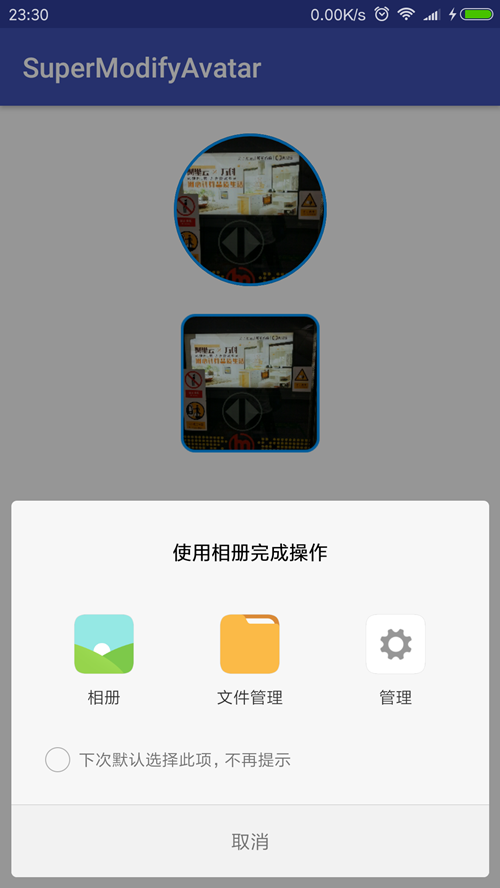 23:30
0.00K/s
SuperModifyAvatar
使用相册完成操作
相册
文件管理
管理
下次默认选择此项，不再提示
取消